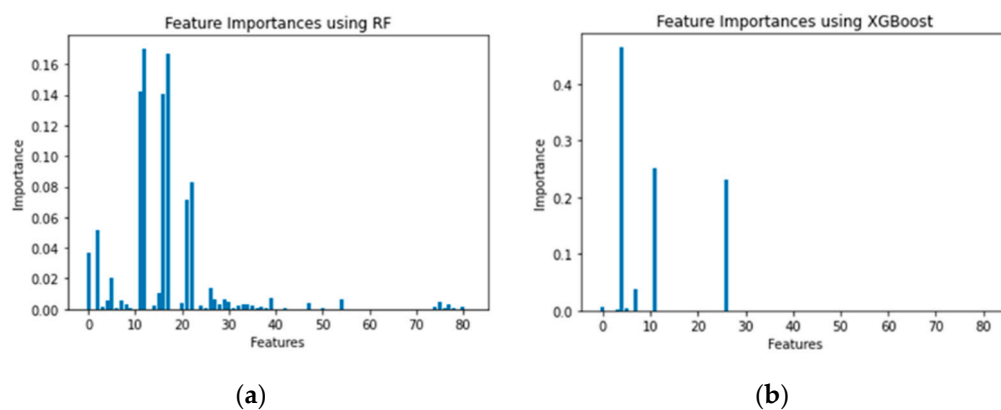 Feature Importances using RF
0.16
0.14
0.12
0.10
0.08
0.06
0.04
0.02
0.00
Importance
0 10 20 30 40 50 60 70 80
Features
(a)
Feature Importances using XGBoost
0.4
0.3
0.2
0.1
0.0
Importance
0 10 20 30 40 50 60 70 80
Features
(b)